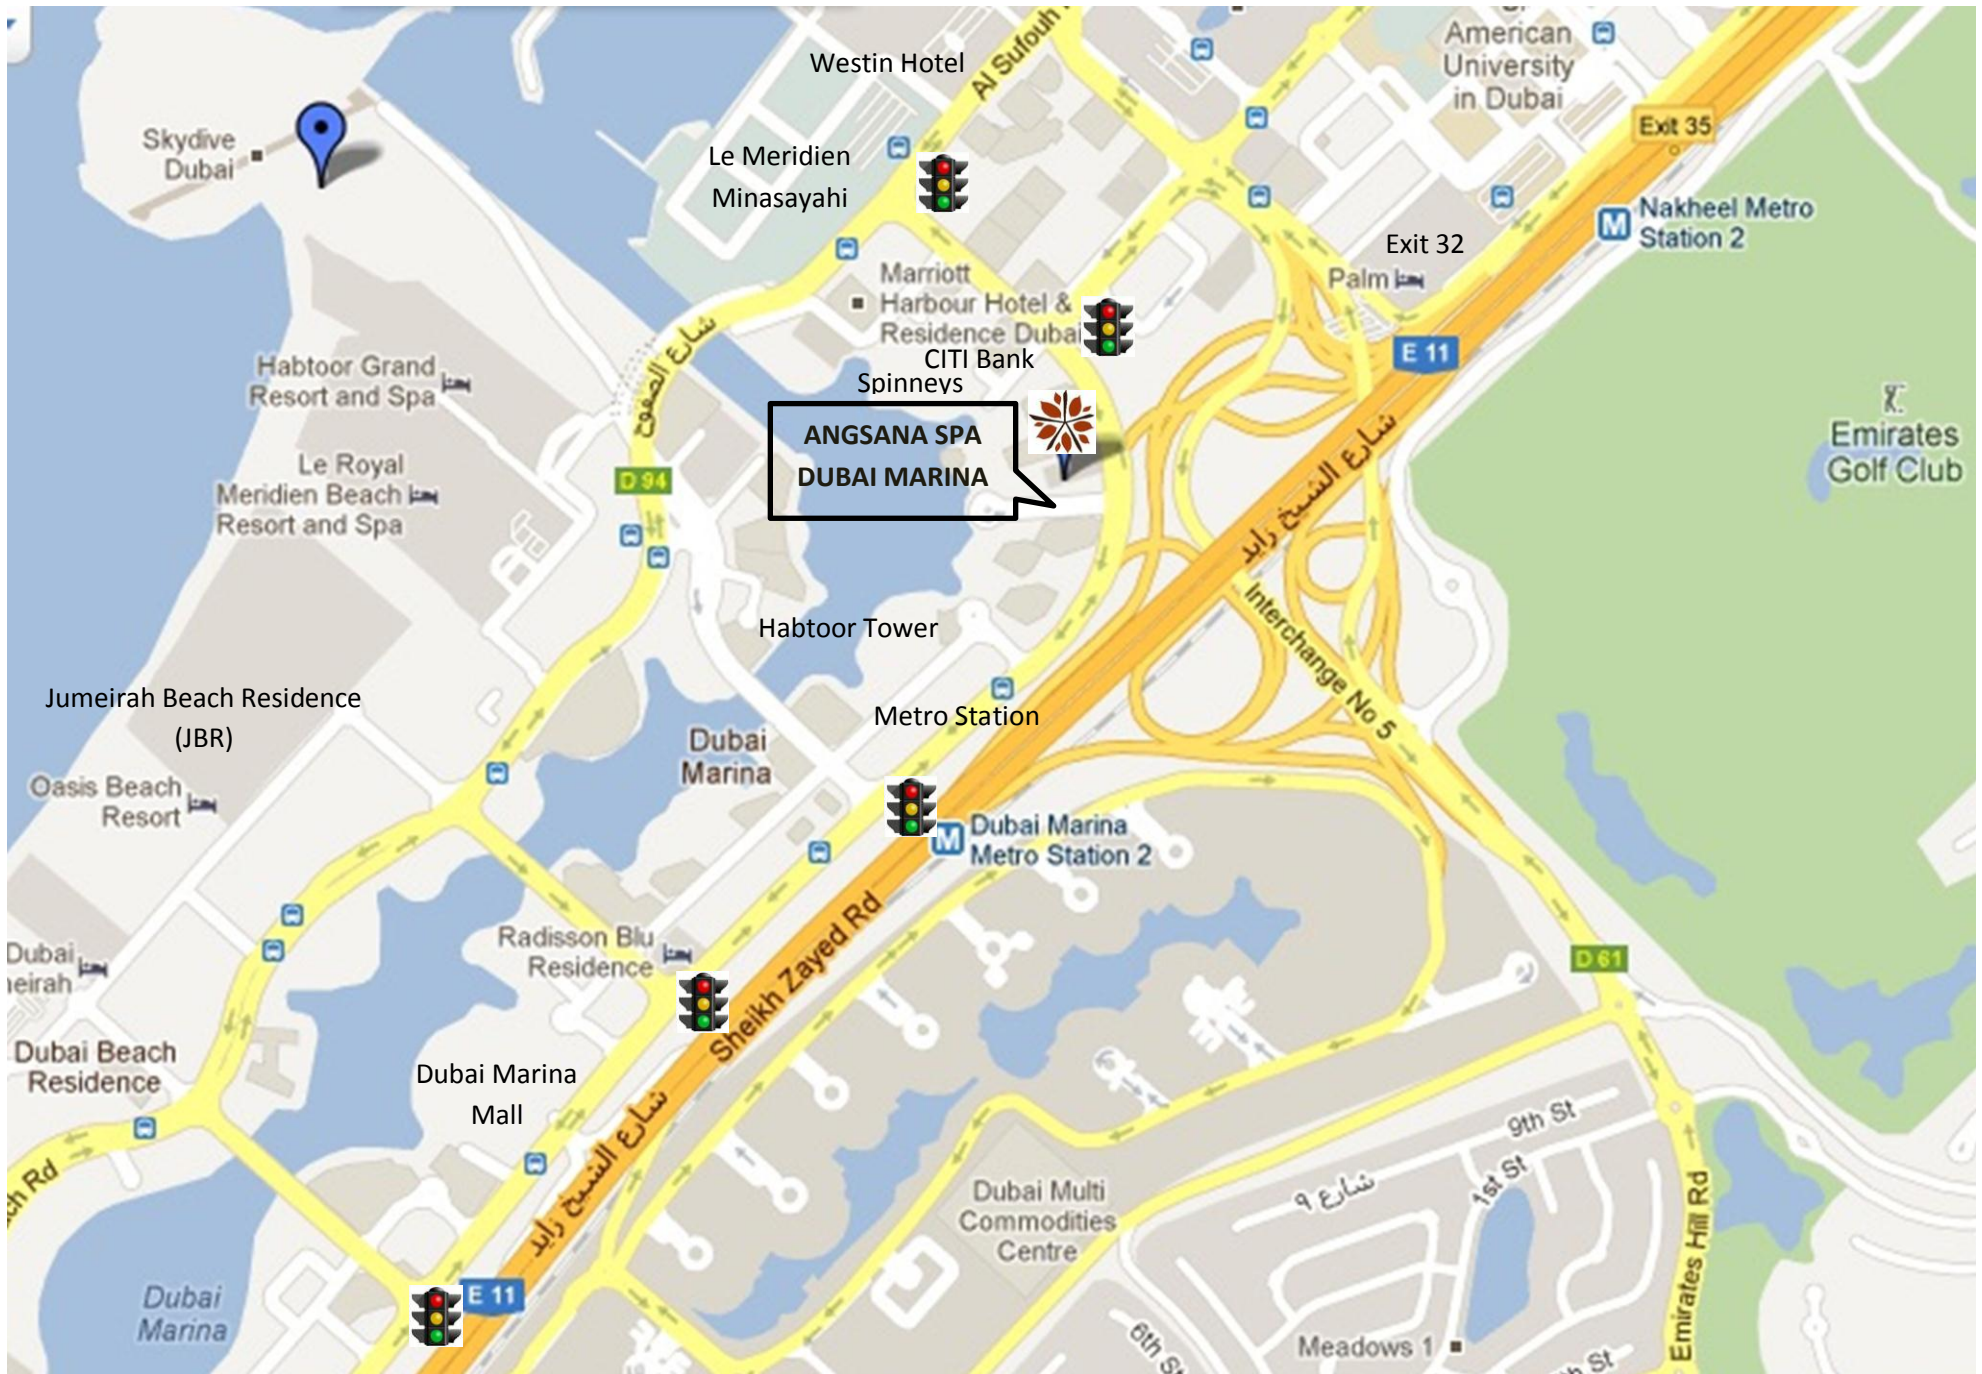 Westin Hotel
Al Sufouh
American
University
in Dubai
Exit 35
Skydive
Dubai
Le Meridien
Minasayahi
Nakheel Metro
Station 2
Exit 32
Palm
Marriott
Harbour Hotel &
Residence Dubai
CITI Bank
Spinneys
شارع الصفوح
E 11
Habtoor Grand
Resort and Spa
ANGSANA SPA
DUBAI MARINA
Emirates
Golf Club
شارع الشيخ زايد
Le Royal
Meridien Beach
Resort and Spa
D 94
Interchange No 5
Habtoor Tower
Jumeirah Beach Residence
(JBR)
Metro Station
Dubai
Marina
Oasis Beach
Resort
M
Dubai Marina
Metro Station 2
Radisson Blu
Residence
Sheikh Zayed Rd
D 61
Dubai
eirah
Dubai Beach
Residence
Dubai Marina
Mall
شارع الشيخ زايد
9th St
1st St
شارع ٩
ch Rd
Dubai Multi
Commodities
Centre
Emirates Hill Rd
Dubai
Marina
E 11
6th St
Meadows 1
h St